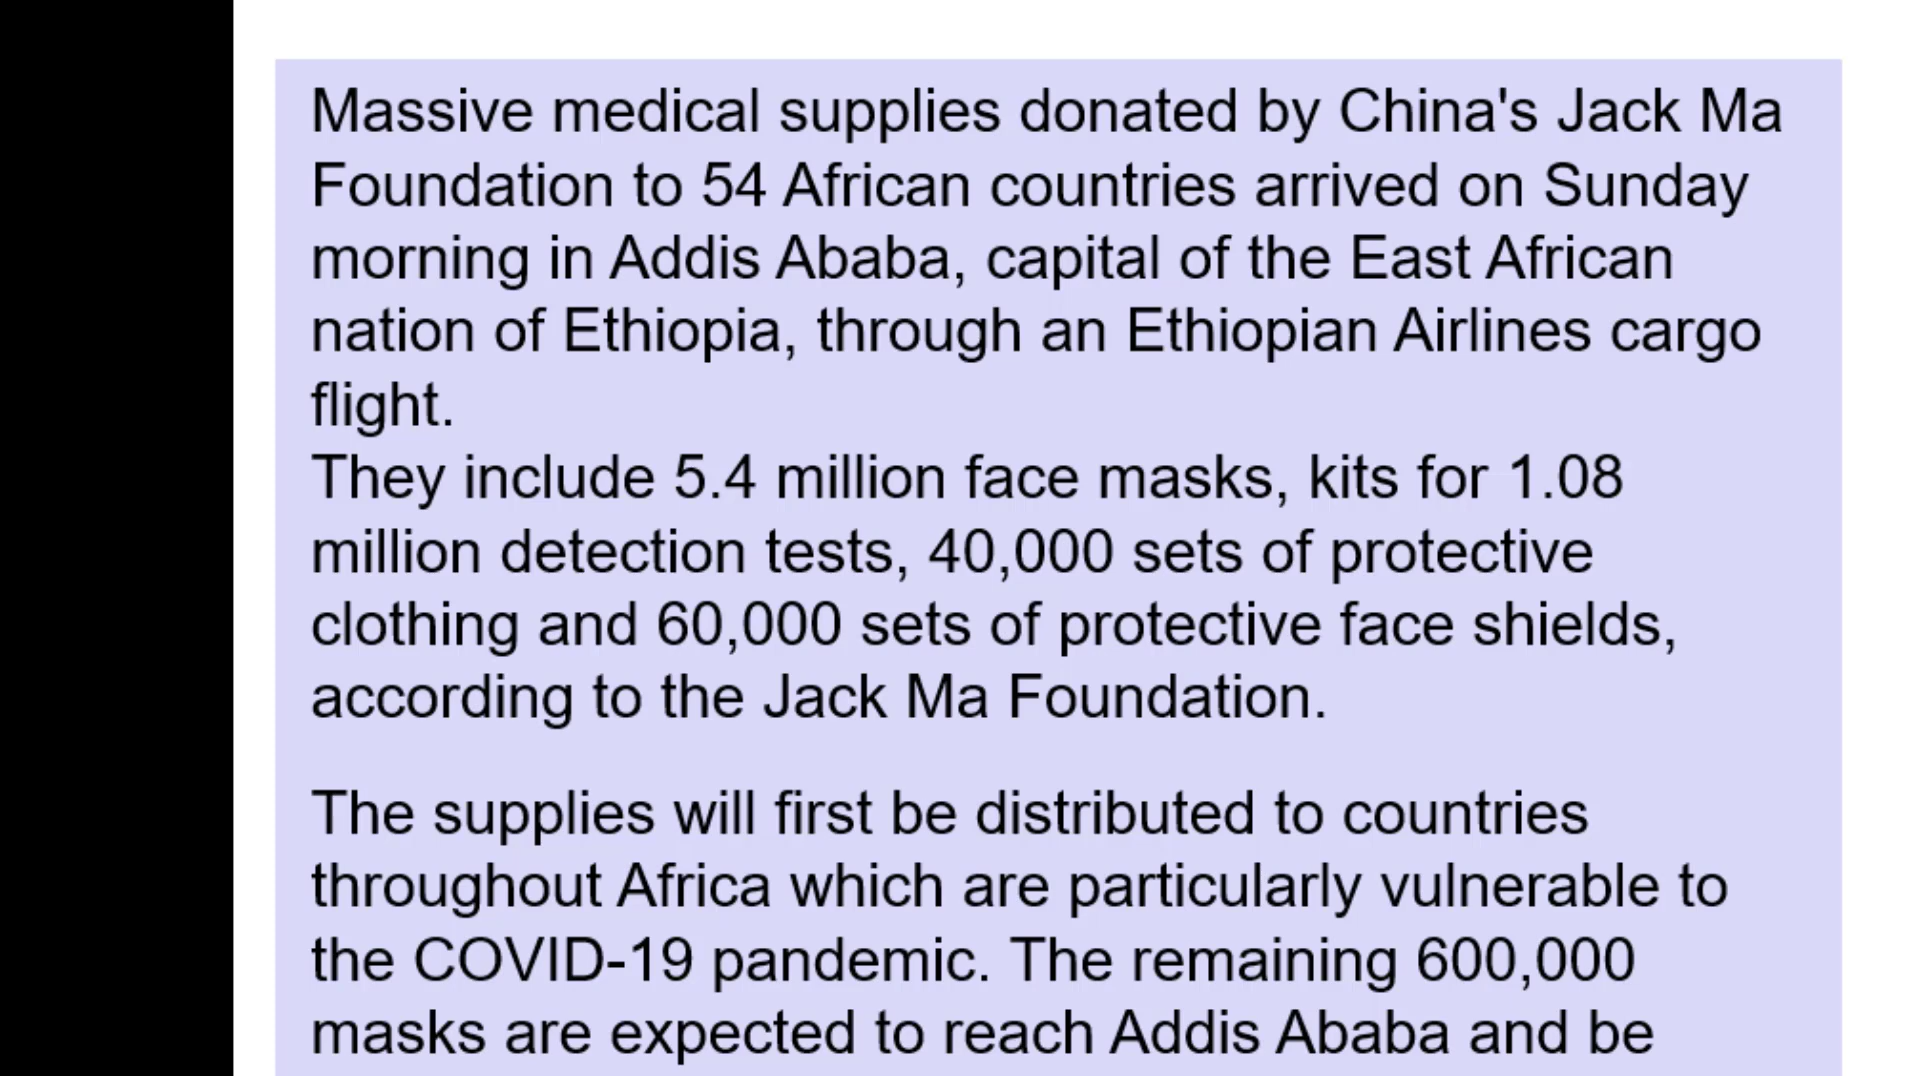 Massive medical supplies donated by China's Jack Ma
Foundation to 54 African countries arrived on Sunday
morning in Addis Ababa, capital of the East African
nation of Ethiopia, through an Ethiopian Airlines cargo
flight.
They include 5.4 million face masks, kits for 1.08
million detection tests, 40,000 sets of protective
clothing and 60,000 sets of protective face shields,
according to the Jack Ma Foundation.
The supplies will first be distributed to countries
throughout Africa which are particularly vulnerable to
the COVID-19 pandemic. The remaining 600,000
masks are expected to reach Addis Ababa and be